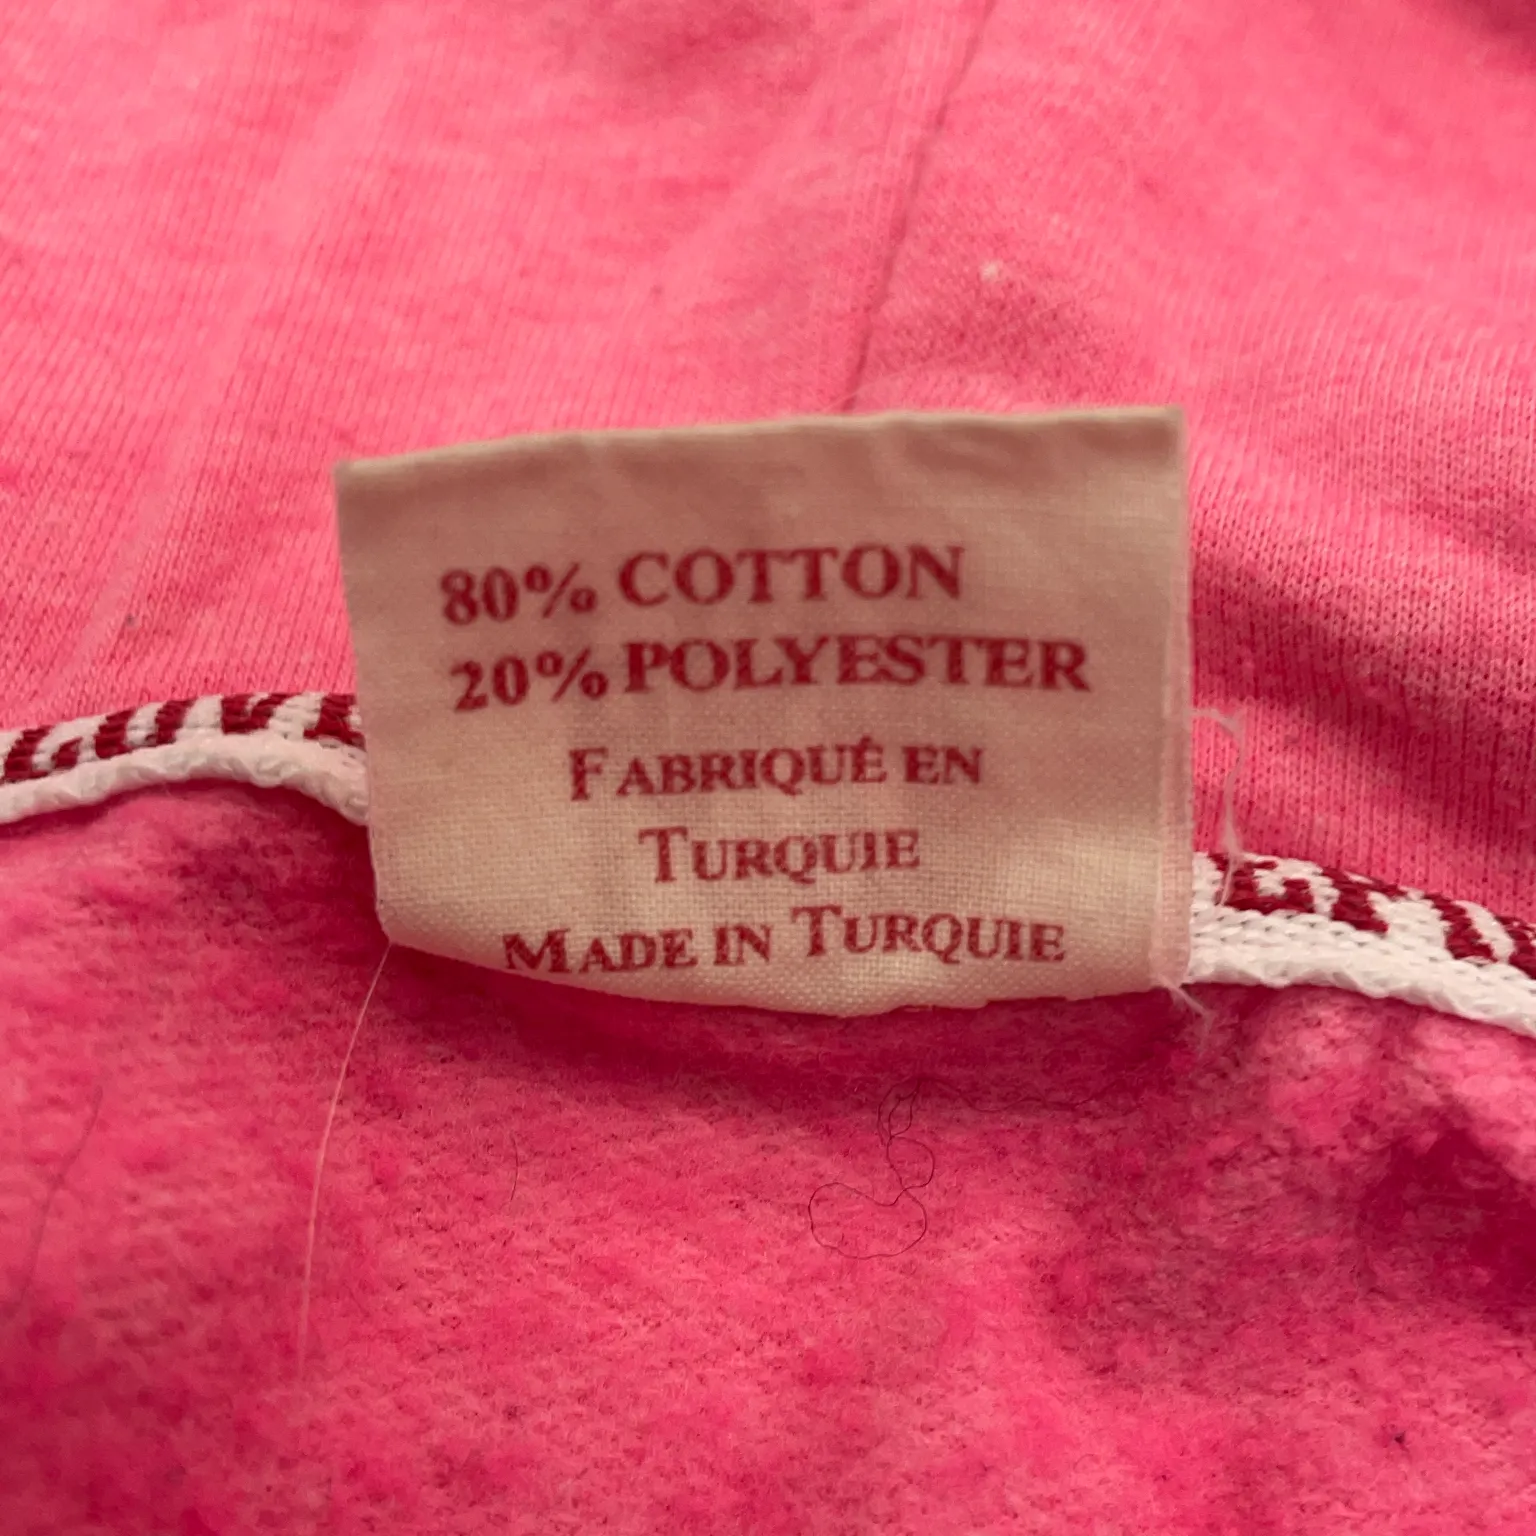 80% COTTON
20% POLYESTER
FABRIQUÉ EN
TURQUIE
MADE IN TURQUIE